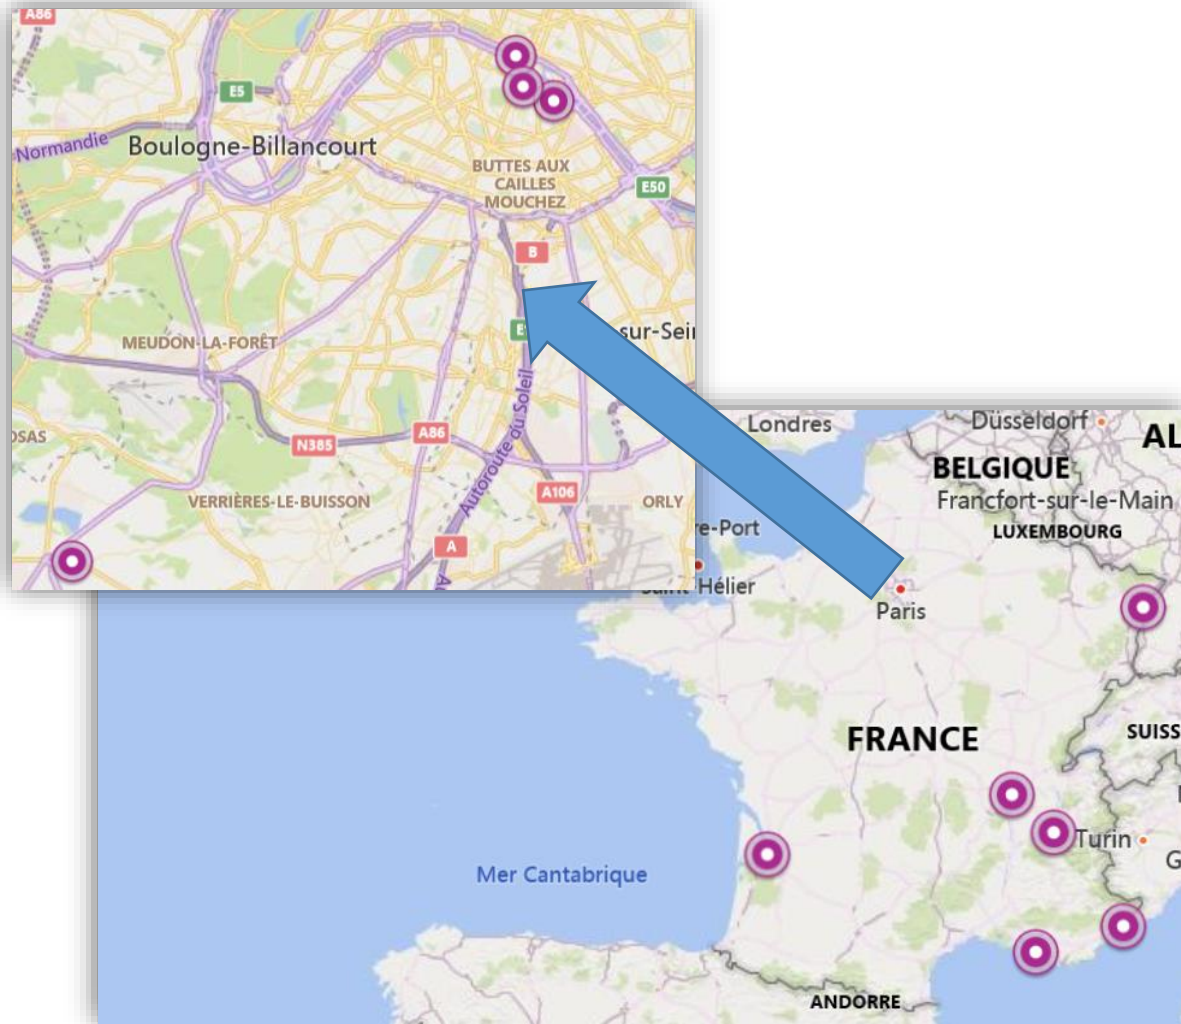 A86
E5
Normandie
Boulogne-Billancourt
BUTTES AUX
CAILLES
MOUCHEZ
E50
B
MEUDON-LA-FORÊT
sur-Sei
Autoroute du Soleil
A86
N385
VERRIÈRES-LE-BUISSON
A106
ORLY
A
A
Londres
Düsseldorf
AL
BELGIQUE
Francfort-sur-le-Main
LUXEMBOURG
re-Port
Hélier
Paris
FRANCE
SUISS
Turin
G
Mer Cantabrique
ANDORRE